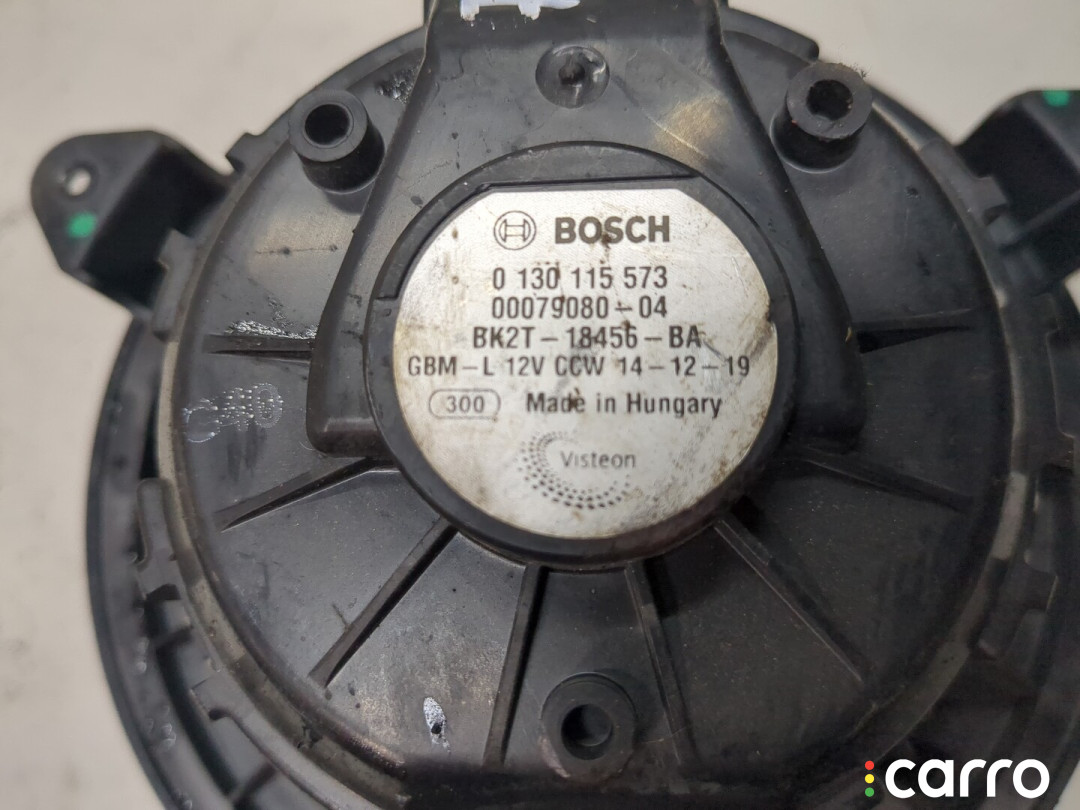 BOSCH
0 130 115 573
00079080-04
BK2T-18456-BA
GBM-L 12V CCW 14-12-19
300 Made in Hungary
Visteon
carro